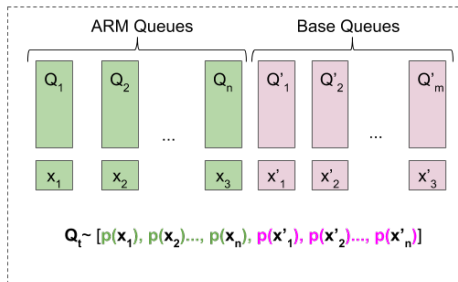 ARM Queues Base Queues
Q1 Q2 Qn Q'1 Q'2 Q'm
... ...
x1 x2 x3 x'1 x'2 x'3
Qt~ [p(x1), p(x2)..., p(xn), p(x'1), p(x'2)..., p(x'n)]